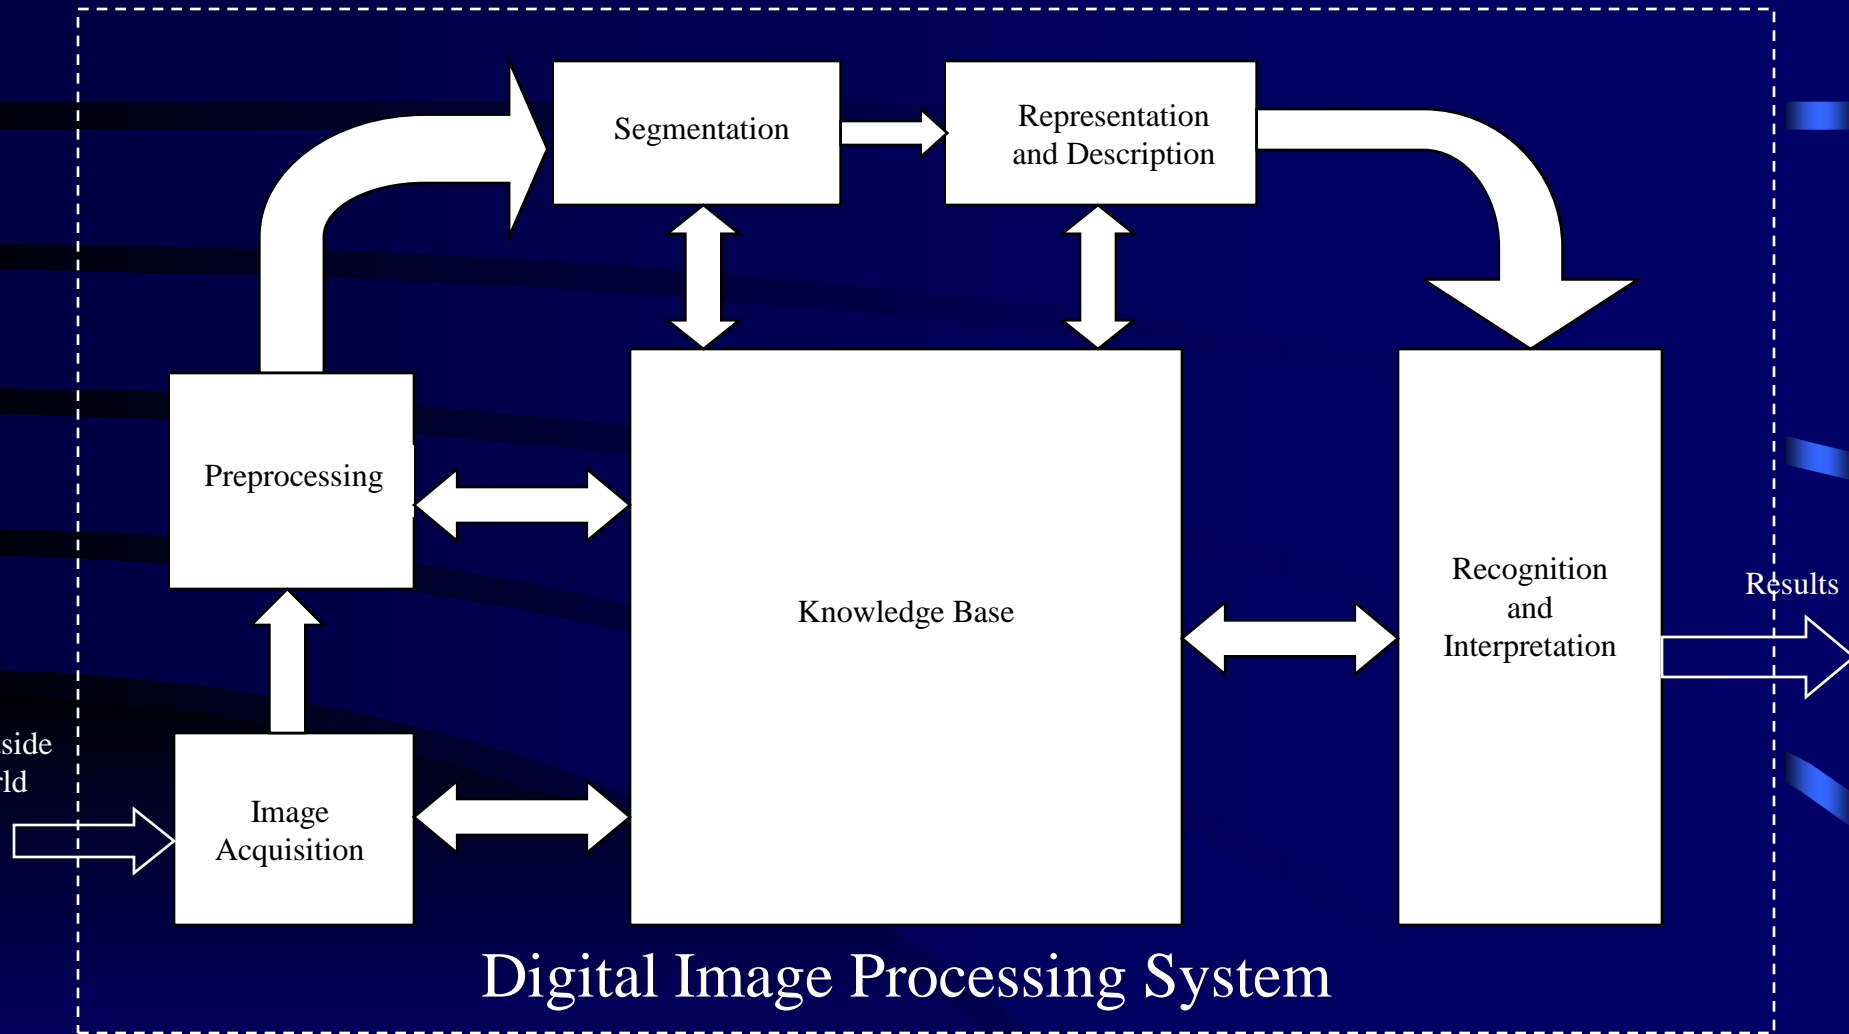 Segmentation
Representation
and Description
Preprocessing
Knowledge Base
Recognition
and
Interpretation
Results
Image
Acquisition
Digital Image Processing System